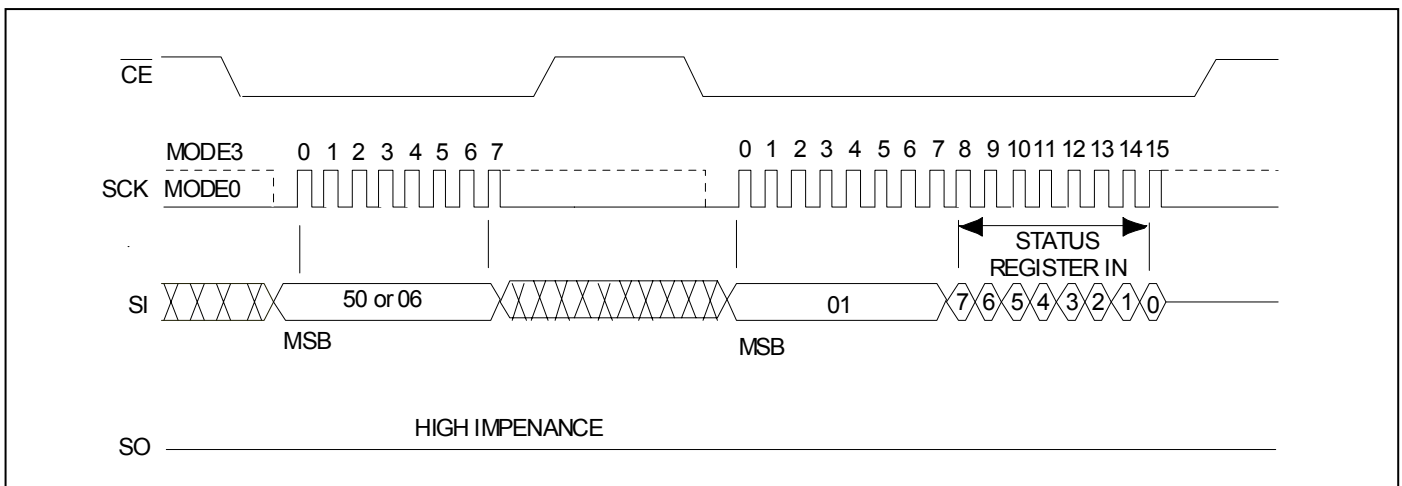 CE
MODE3 0 1 2 3 4 5 6 7 0 1 2 3 4 5 6 7 8 9 10 11 12 13 14 15
SCK MODE0
STATUS
REGISTER IN
SI 50 or 06 01 7 6 5 4 3 2 1 0
MSB MSB
HIGH IMPENANCE
SO